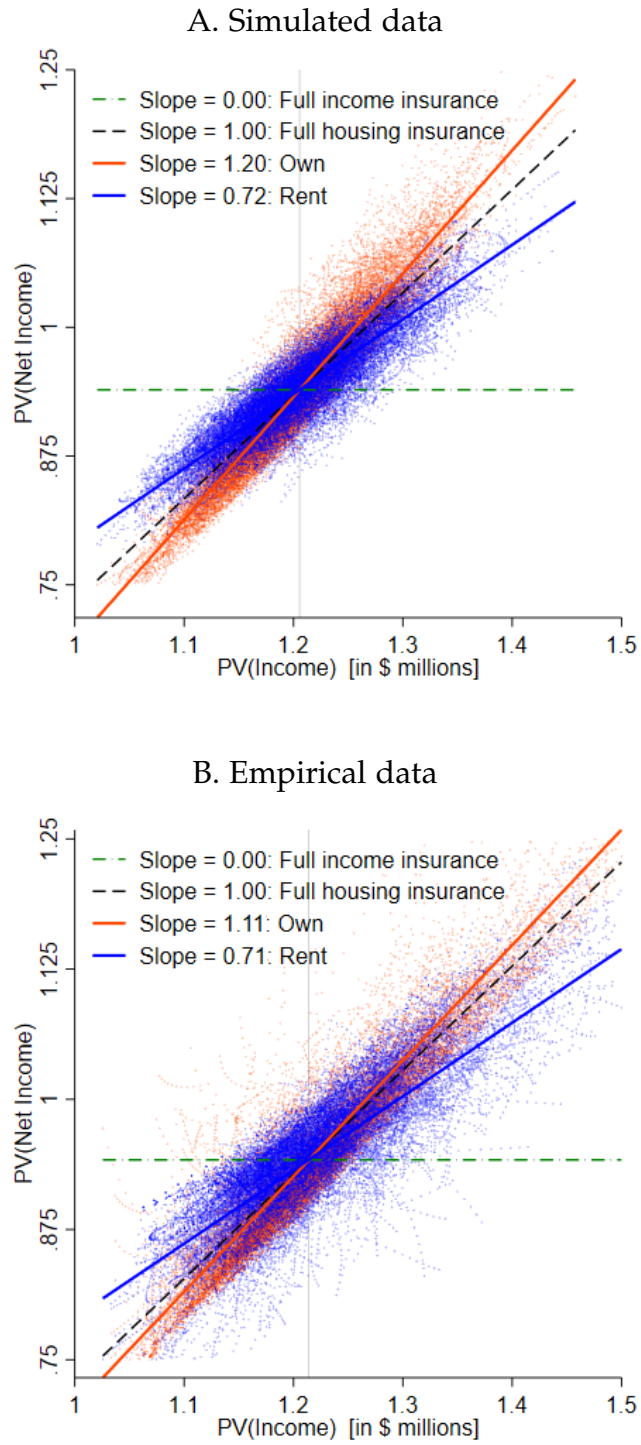 A. Simulated data
1.25
1.125
1
.875
.75
PV(Net Income)
Slope = 0.00: Full income insurance
Slope = 1.00: Full housing insurance
Slope = 1.20: Own
Slope = 0.72: Rent
1 1.1 1.2 1.3 1.4 1.5
PV(Income) [in $ millions]
B. Empirical data
1.25
1.125
1
.875
.75
PV(Net Income)
Slope = 0.00: Full income insurance
Slope = 1.00: Full housing insurance
Slope = 1.11: Own
Slope = 0.71: Rent
1 1.1 1.2 1.3 1.4 1.5
PV(Income) [in $ millions]